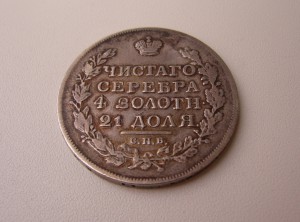 ЧИСТАГО
СЕРЕБРА
4 ЗОЛОТН
21 ДОЛЯ
С.П.Б.